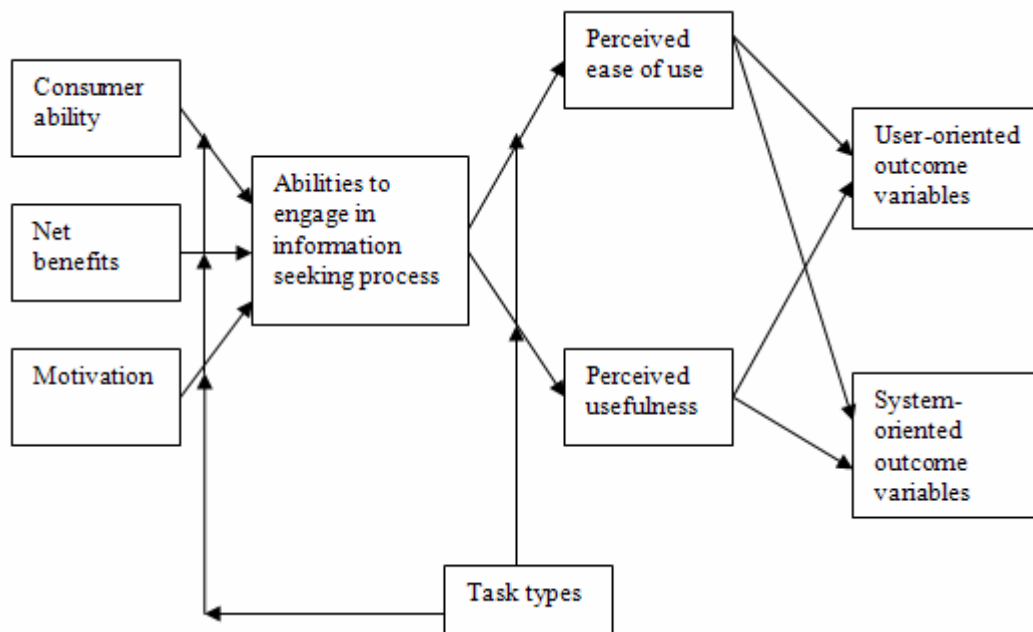 Consumer
ability
Net
benefits
Motivation
Abilities to
engage in
information
seeking process
Perceived
ease of use
Perceived
usefulness
User-oriented
outcome
variables
System-
oriented
outcome
variables
Task types